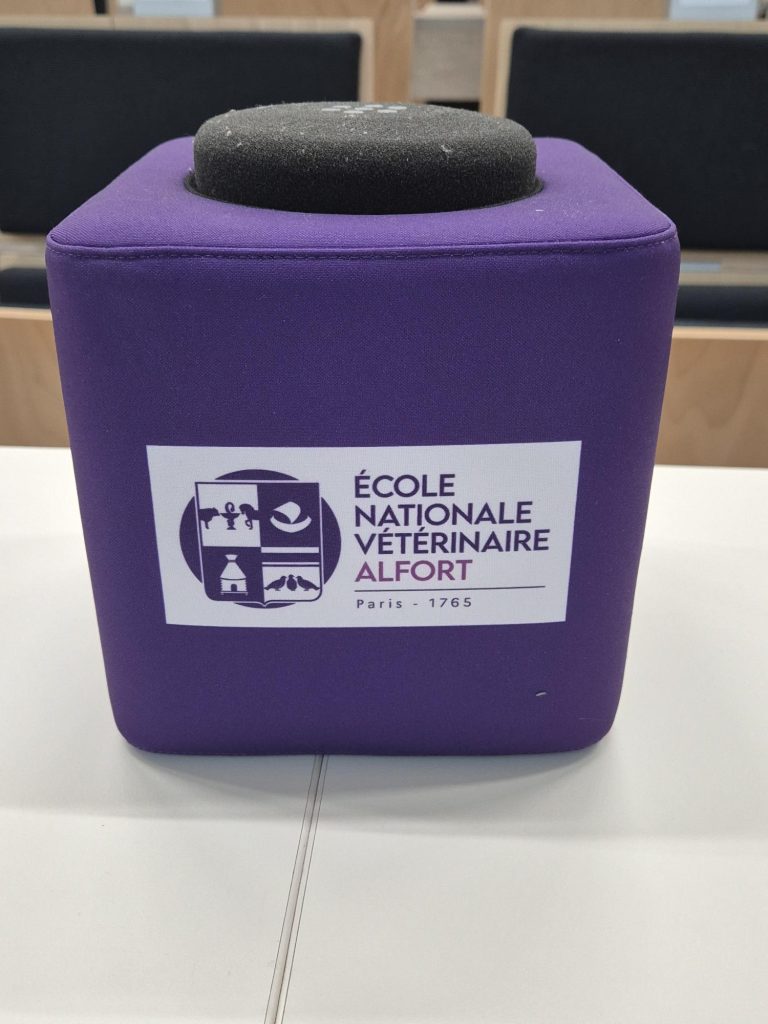 ÉCOLE
NATIONALE
VÉTÉRINAIRE
ALFORT
Paris - 1765